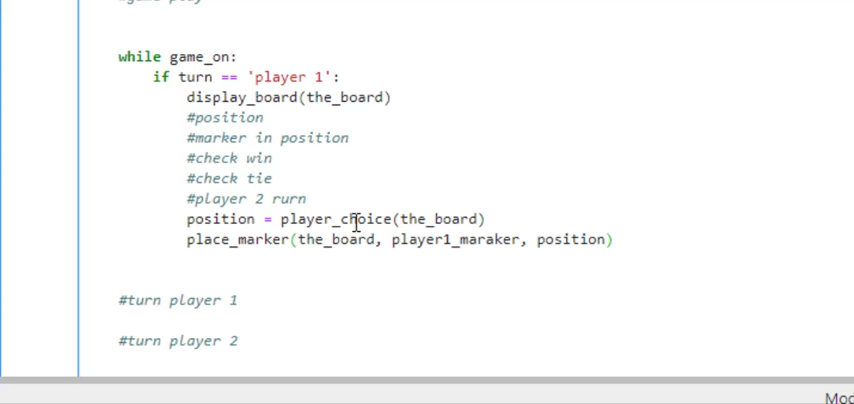 while game_on:
if turn == 'player 1':
display_board(the_board)
#position
#marker in position
#check win
#check tie
#player 2 rurn
position = player_choice(the_board)
place_marker(the_board, player1_maraker, position)
#turn player 1
#turn player 2